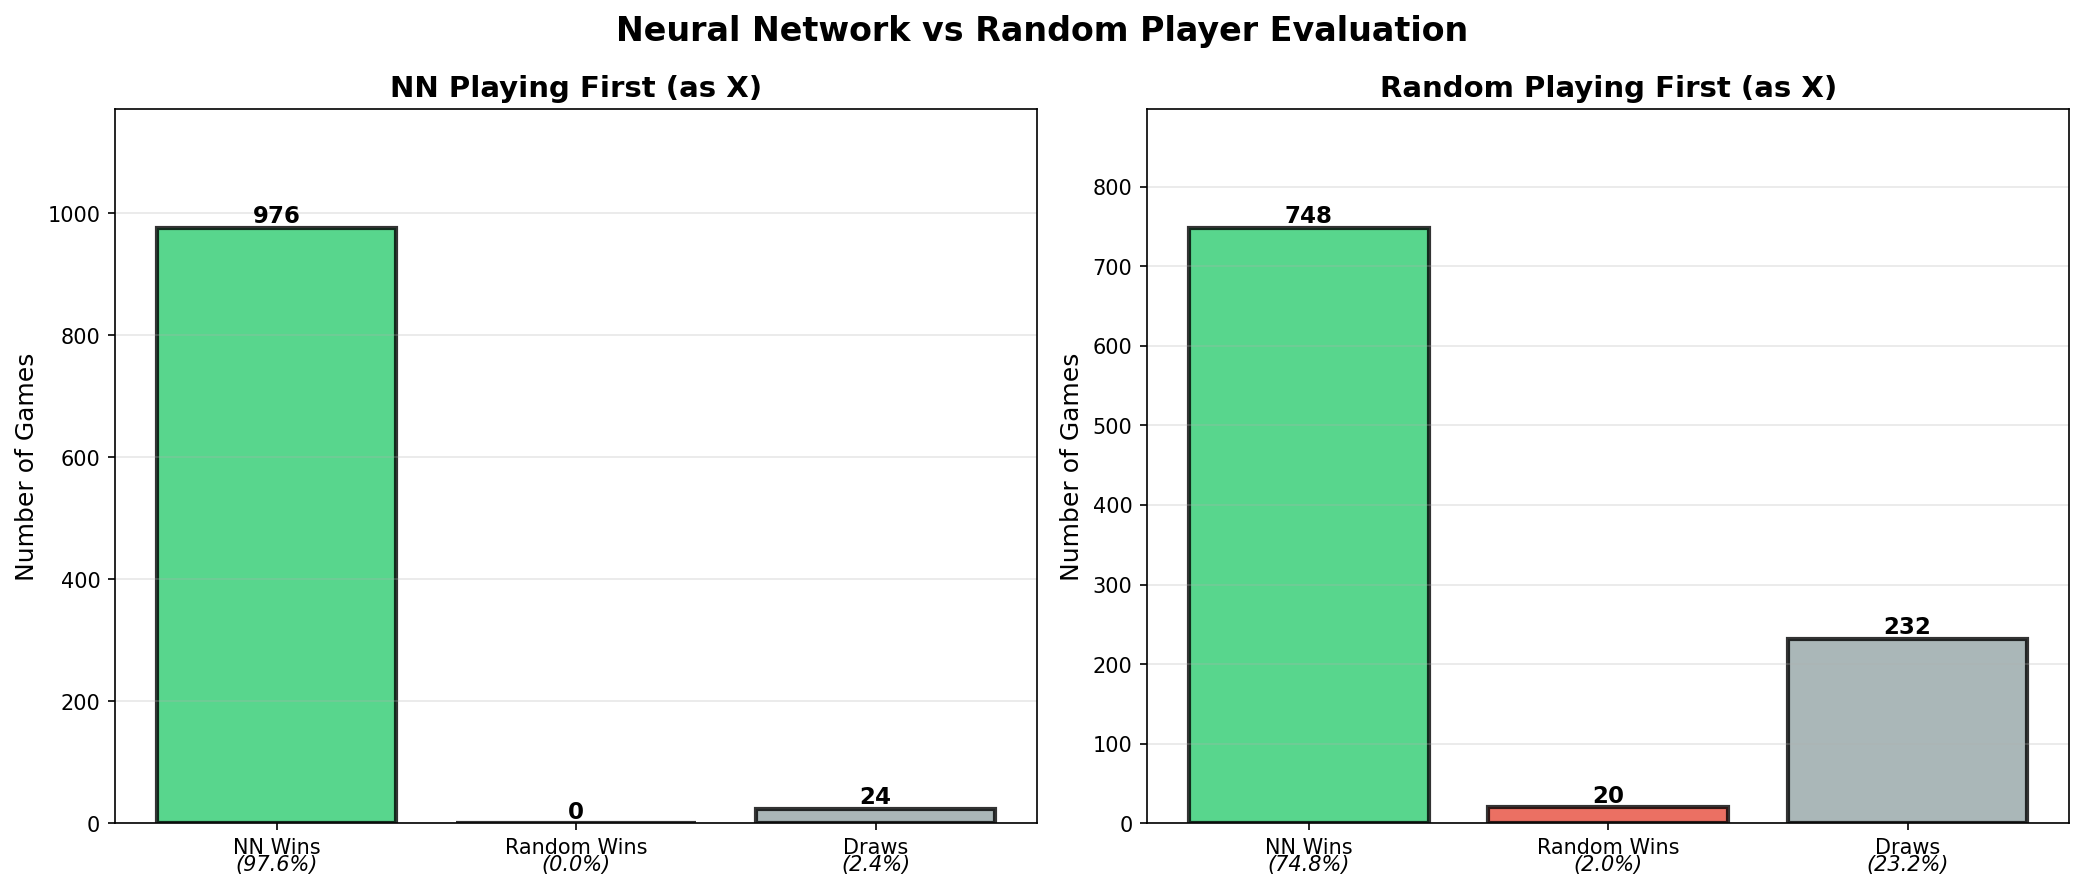 Neural Network vs Random Player Evaluation
NN Playing First (as X)
Number of Games
1000
800
600
400
200
0
976
0
24
NN Wins
(97.6%)
Random Wins
(0.0%)
Draws
(2.4%)
Random Playing First (as X)
Number of Games
800
700
600
500
400
300
200
100
0
748
20
232
NN Wins
(74.8%)
Random Wins
(2.0%)
Draws
(23.2%)